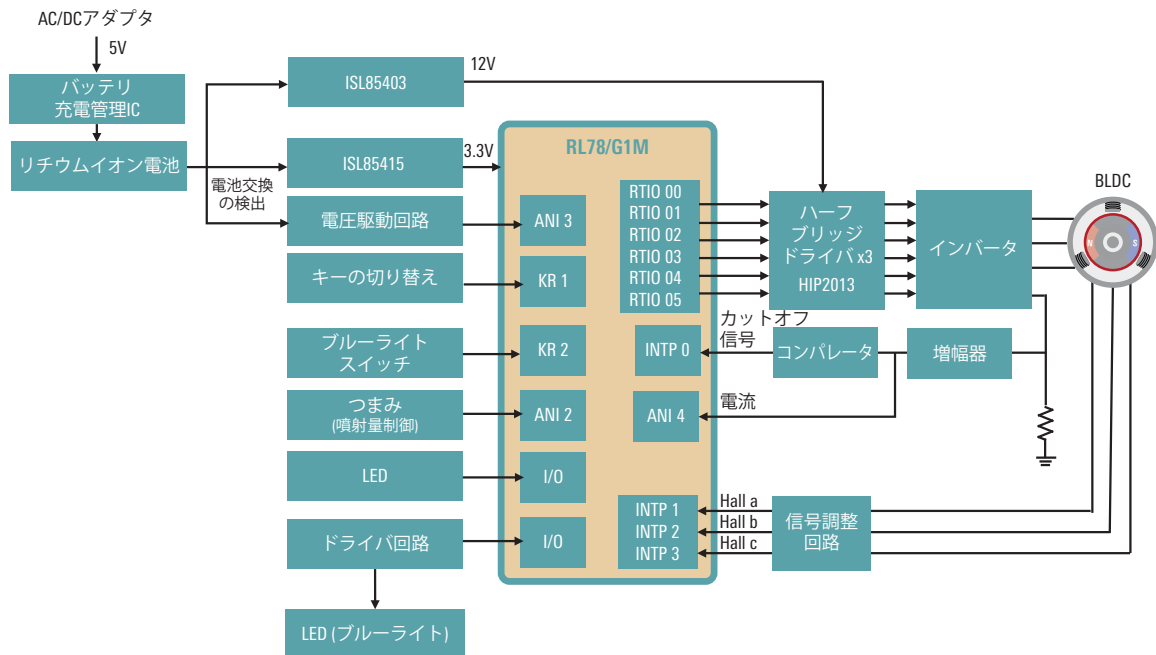 AC/DCアダプタ
5V
バッテリ
充電管理IC
リチウムイオン電池
電池交換
の検出
ISL85403
12V
ISL85415
3.3V
電圧駆動回路
キーの切り替え
ブルーライト
スイッチ
つまみ
(噴射量制御)
LED
ドライバ回路
LED (ブルーライト)
RL78/G1M
ANI 3
KR 1
KR 2
ANI 2
I/O
I/O
RTIO 00
RTIO 01
RTIO 02
RTIO 03
RTIO 04
RTIO 05
INTP 0
ANI 4
INTP 1
INTP 2
INTP 3
ハーフ
ブリッジ
ドライバ x3
HIP2013
インバータ
BLDC
N
S
カットオフ
信号
コンパレータ
増幅器
電流
Hall a
Hall b
Hall c
信号調整
回路